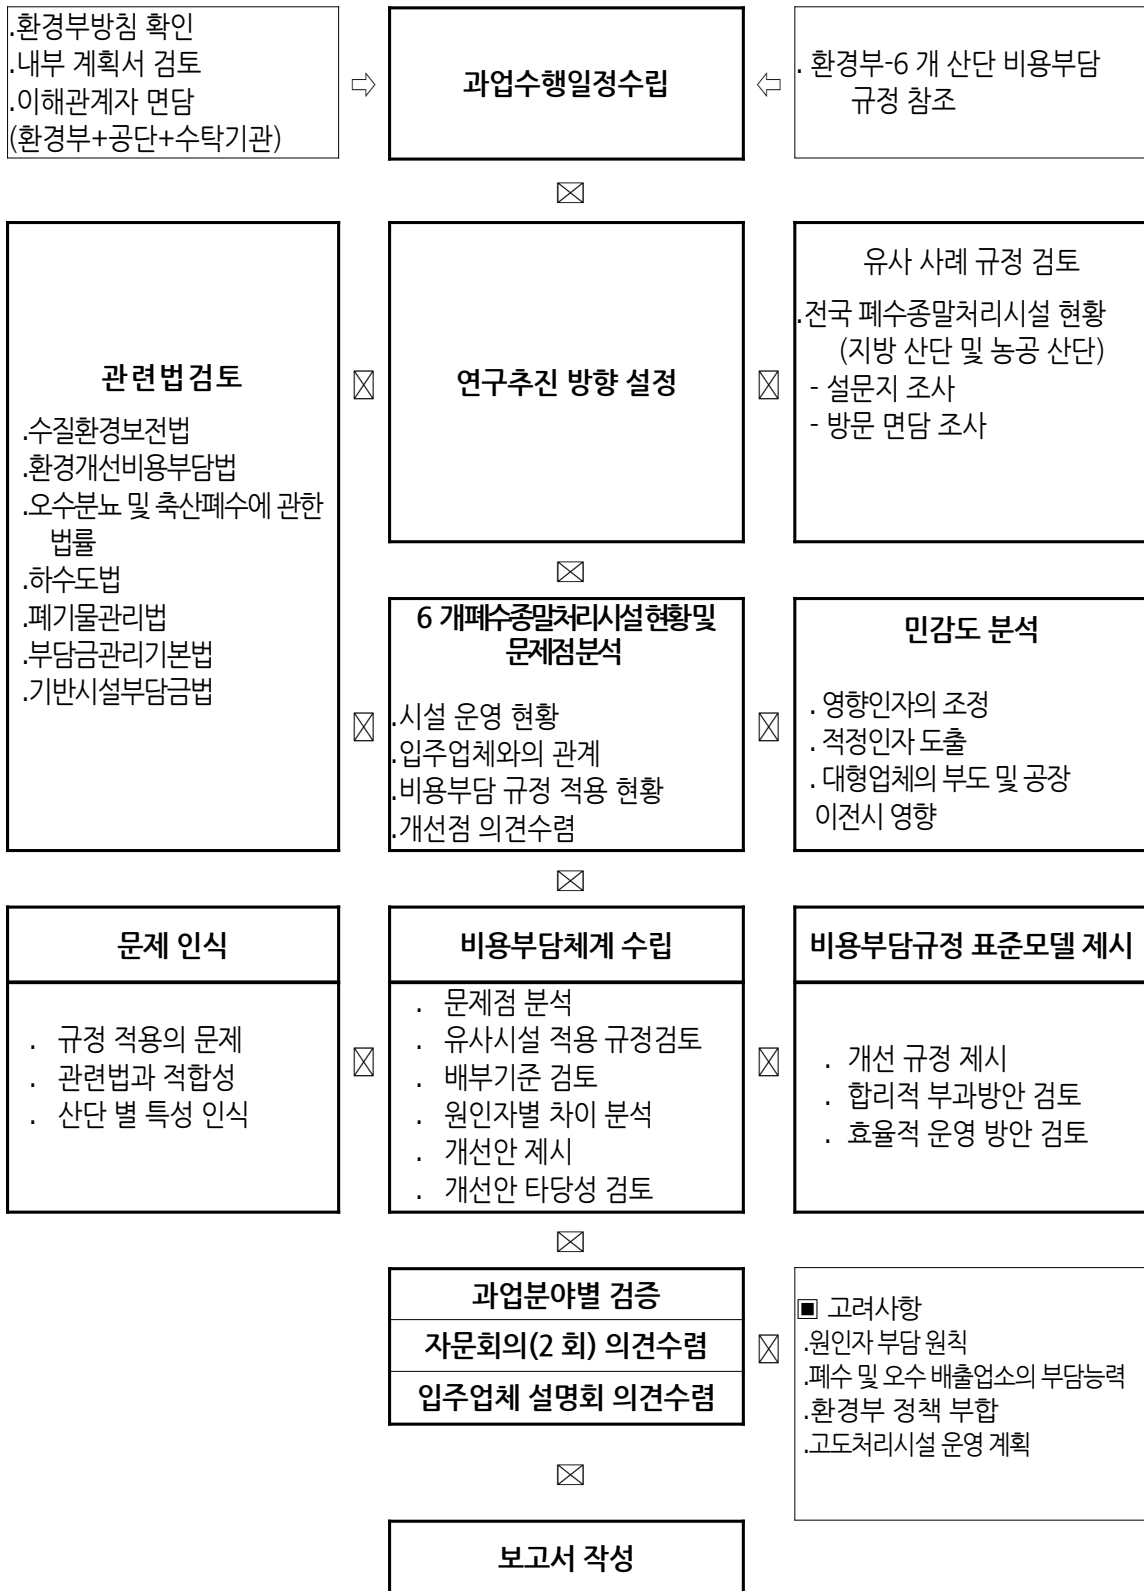 .환경부방침 확인
.내부 계획서 검토
.이해관계자 면담
(환경부+공단+수탁기관)
⇨
과업수행일정수립
⇦
. 환경부-6 개 산단 비용부담
규정 참조
관련법검토
.수질환경보전법
.환경개선비용부담법
.오수분뇨 및 축산폐수에 관한
법률
.하수도법
.폐기물관리법
.부담금관리기본법
.기반시설부담금법
연구추진 방향 설정
유사 사례 규정 검토
.전국 폐수종말처리시설 현황
(지방 산단 및 농공 산단)
- 설문지 조사
- 방문 면담 조사
6 개폐수종말처리시설현황및
문제점분석
.시설 운영 현황
.입주업체와의 관계
.비용부담 규정 적용 현황
.개선점 의견수렴
민감도 분석
. 영향인자의 조정
. 적정인자 도출
. 대형업체의 부도 및 공장
이전시 영향
문제 인식
. 규정 적용의 문제
. 관련법과 적합성
. 산단 별 특성 인식
비용부담체계 수립
. 문제점 분석
. 유사시설 적용 규정검토
. 배부기준 검토
. 원인자별 차이 분석
. 개선안 제시
. 개선안 타당성 검토
비용부담규정 표준모델 제시
. 개선 규정 제시
. 합리적 부과방안 검토
. 효율적 운영 방안 검토
과업분야별 검증
자문회의(2 회) 의견수렴
입주업체 설명회 의견수렴
▣ 고려사항
.원인자 부담 원칙
.폐수 및 오수 배출업소의 부담능력
.환경부 정책 부합
.고도처리시설 운영 계획
보고서 작성